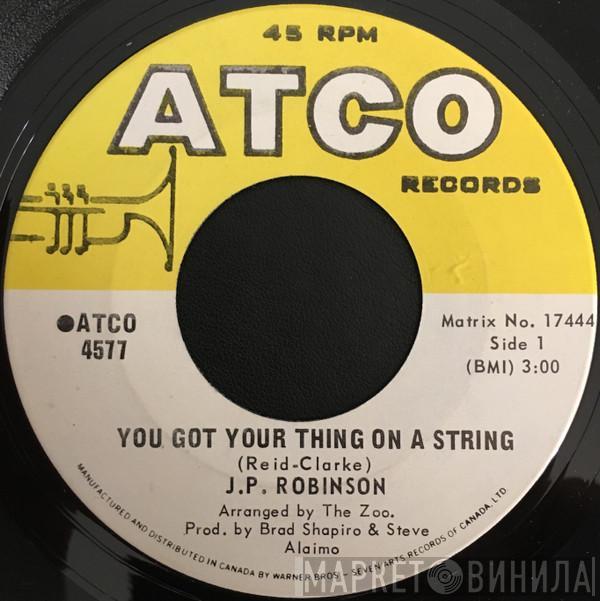 45 RPM
ATCO
RECORDS
●ATCO
4577
Matrix No. 17444
Side 1
(BMI) 3:00
YOU GOT YOUR THING ON A STRING
(Reid-Clarke)
J.P. ROBINSON
Arranged by The Zoo.
Prod. by Brad Shapiro & Steve
Alaimo
MANUFACTURED AND DISTRIBUTED IN CANADA BY WARNER BROS - SEVEN ARTS RECORDS OF CANADA, LTD.
МАРКЕТ ВИНИЛА